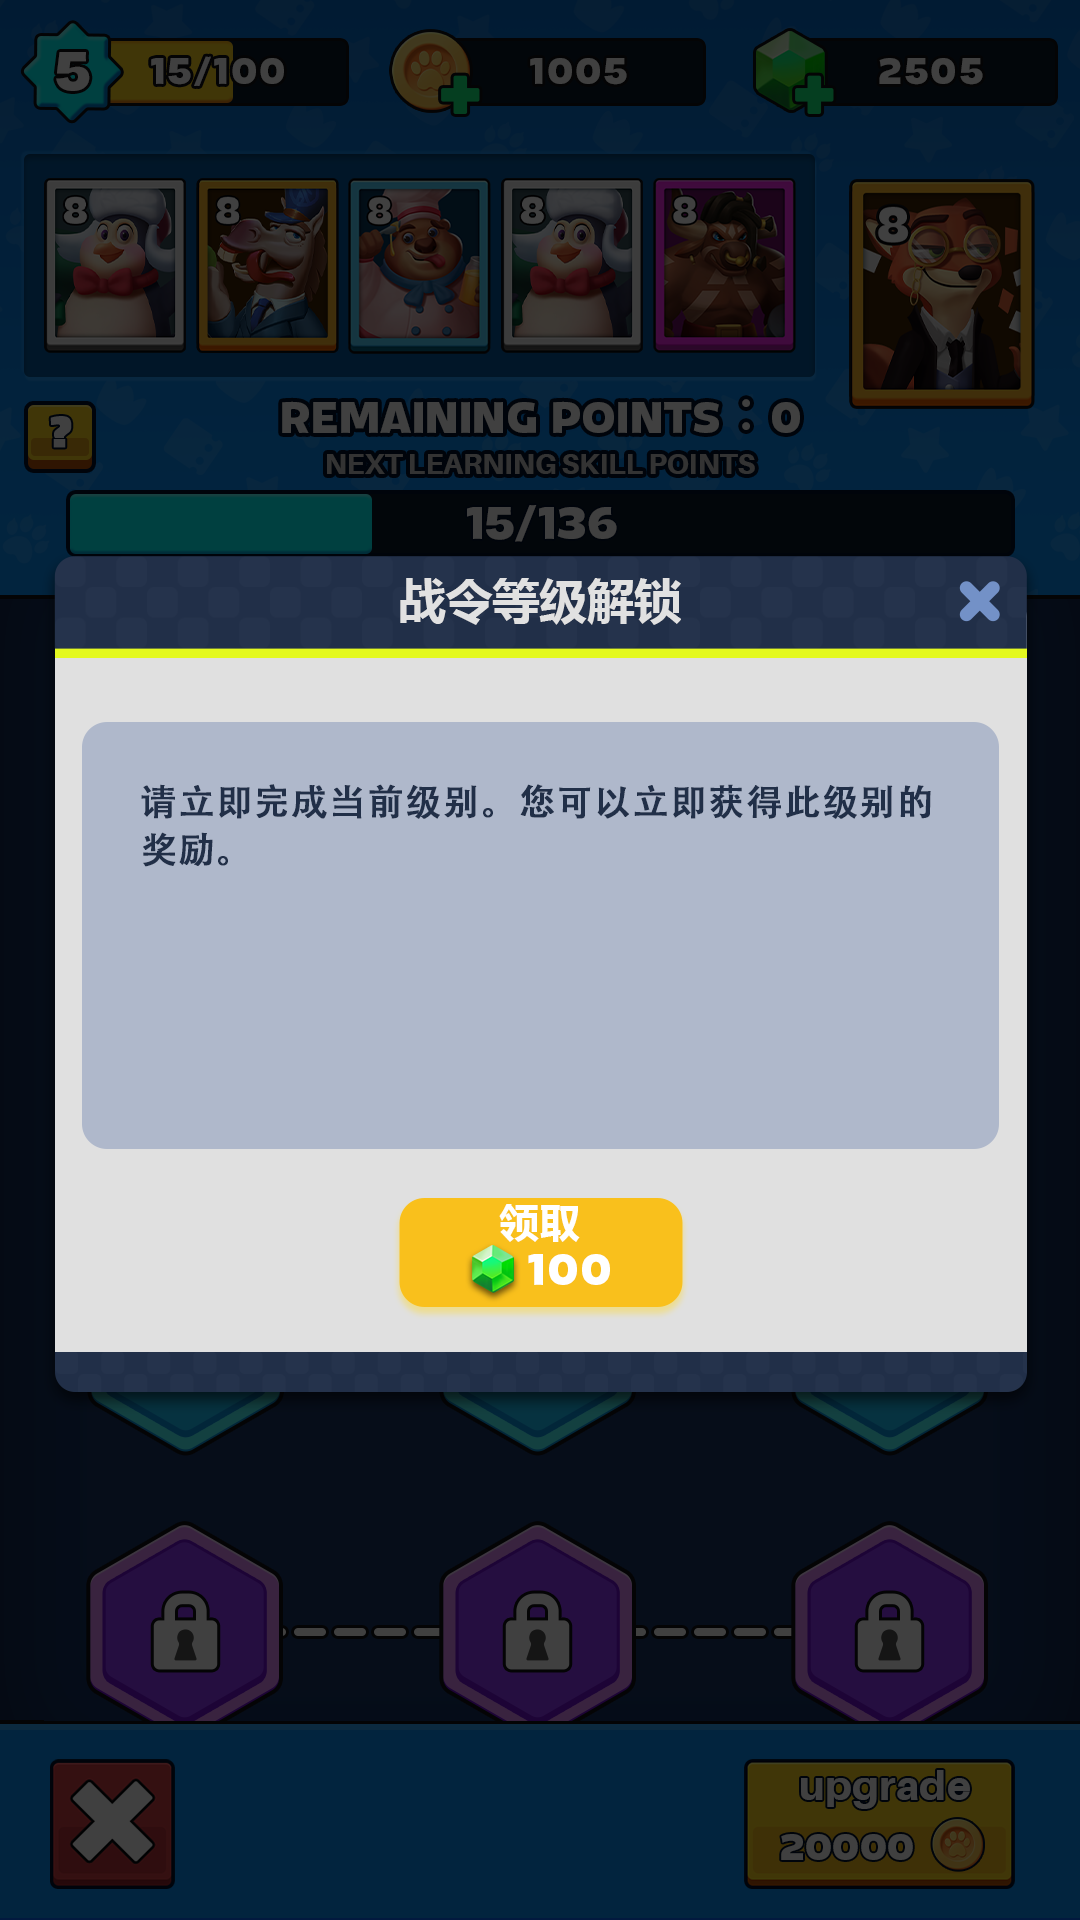 5 15/100 1005 2505
8 8 8 8 8 8
REMAINING POINTS：0
?
NEXT LEARNING SKILL POINTS
15/136
战令等级解锁
请立即完成当前级别。您可以立即获得此级别的
奖励。
领取
100
upgrade
20000